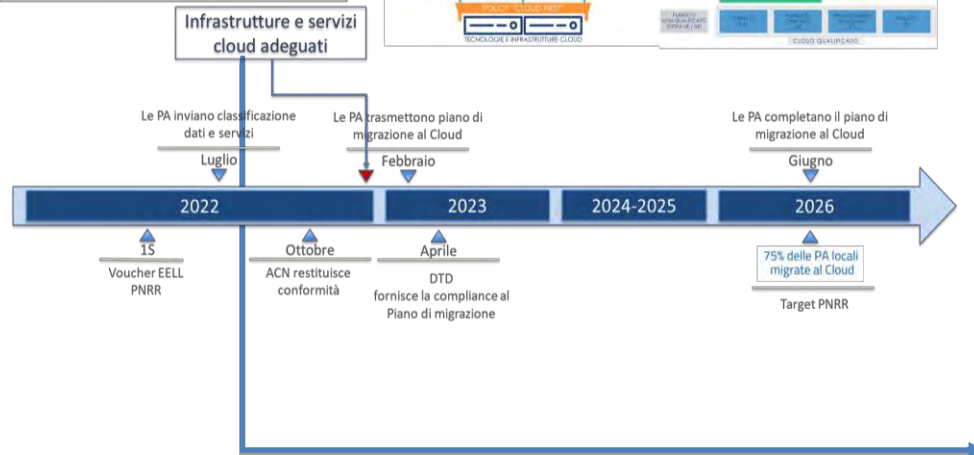 POLICY "CLOUD FIRST"
TECNOLOGIE E INFRASTRUTTURE CLOUD
CLOUD QUALIFICATO
Infrastrutture e servizi
cloud adeguati
Le PA inviano classificazione
dati e servizi
Luglio
Le PA trasmettono piano di
migrazione al Cloud
Febbraio
Le PA completano il piano di
migrazione al Cloud
Giugno
2022
2023
2024-2025
2026
1S
Voucher EELL
PNRR
Ottobre
ACN restituisce
conformità
Aprile
DTD
fornisce la compliance al
Piano di migrazione
75% delle PA locali
migrate al Cloud
Target PNRR